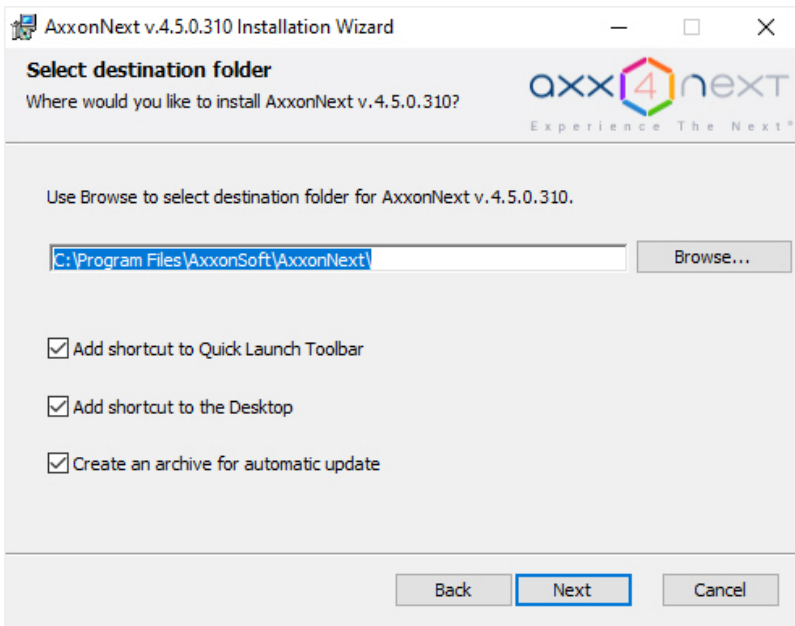 AxxonNext v.4.5.0.310 Installation Wizard
Select destination folder
Where would you like to install AxxonNext v.4.5.0.310?
axx4next
Experience The Next®
Use Browse to select destination folder for AxxonNext v.4.5.0.310.
C:\Program Files\AxxonSoft\AxxonNext\
Browse...
Add shortcut to Quick Launch Toolbar
Add shortcut to the Desktop
Create an archive for automatic update
Back Next Cancel